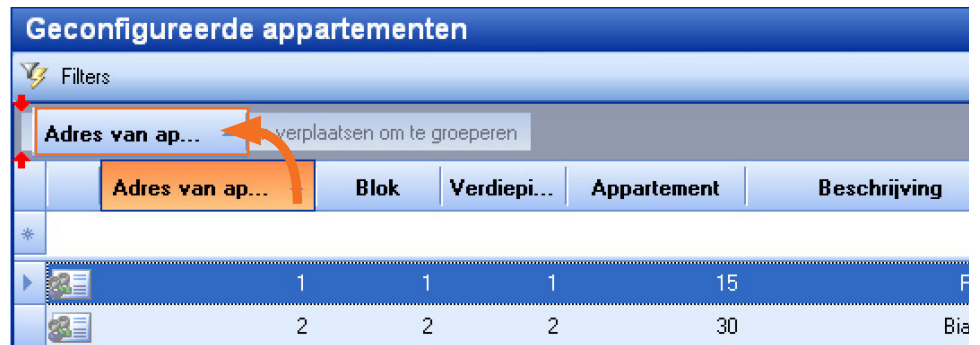 Geconfigureerde appartementen
Filters
Adres van ap... verplaatsen om te groeperen
Adres van ap... Blok Verdiepi... Appartement Beschrijving
1 1 1 15
2 2 2 30 Bia